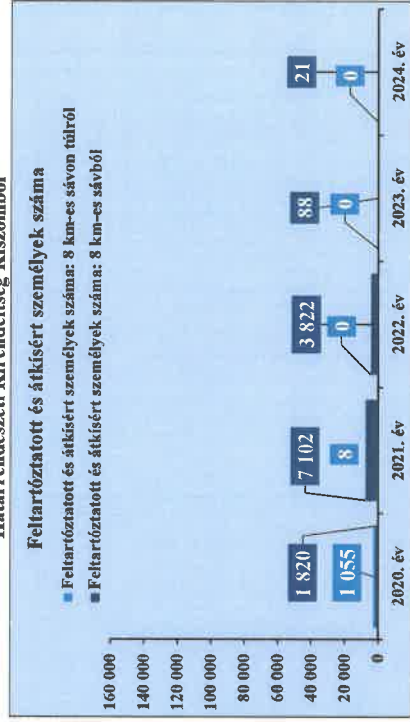 Határrendészeti Kirendeltség Kiszombor
Feltartóztatott és átkísért személyek száma
Feltartóztatott és átkísért személyek száma: 8 km-es sávon túlról
Feltartóztatott és átkísért személyek száma: 8 km-es sávból
160 000
140 000
120 000
100 000
80 000
60 000
40 000
20 000
0
1 820
1 055
7 102
8
3 822
0
88
0
21
0
2020. év
2021. év
2022. év
2023. év
2024. év